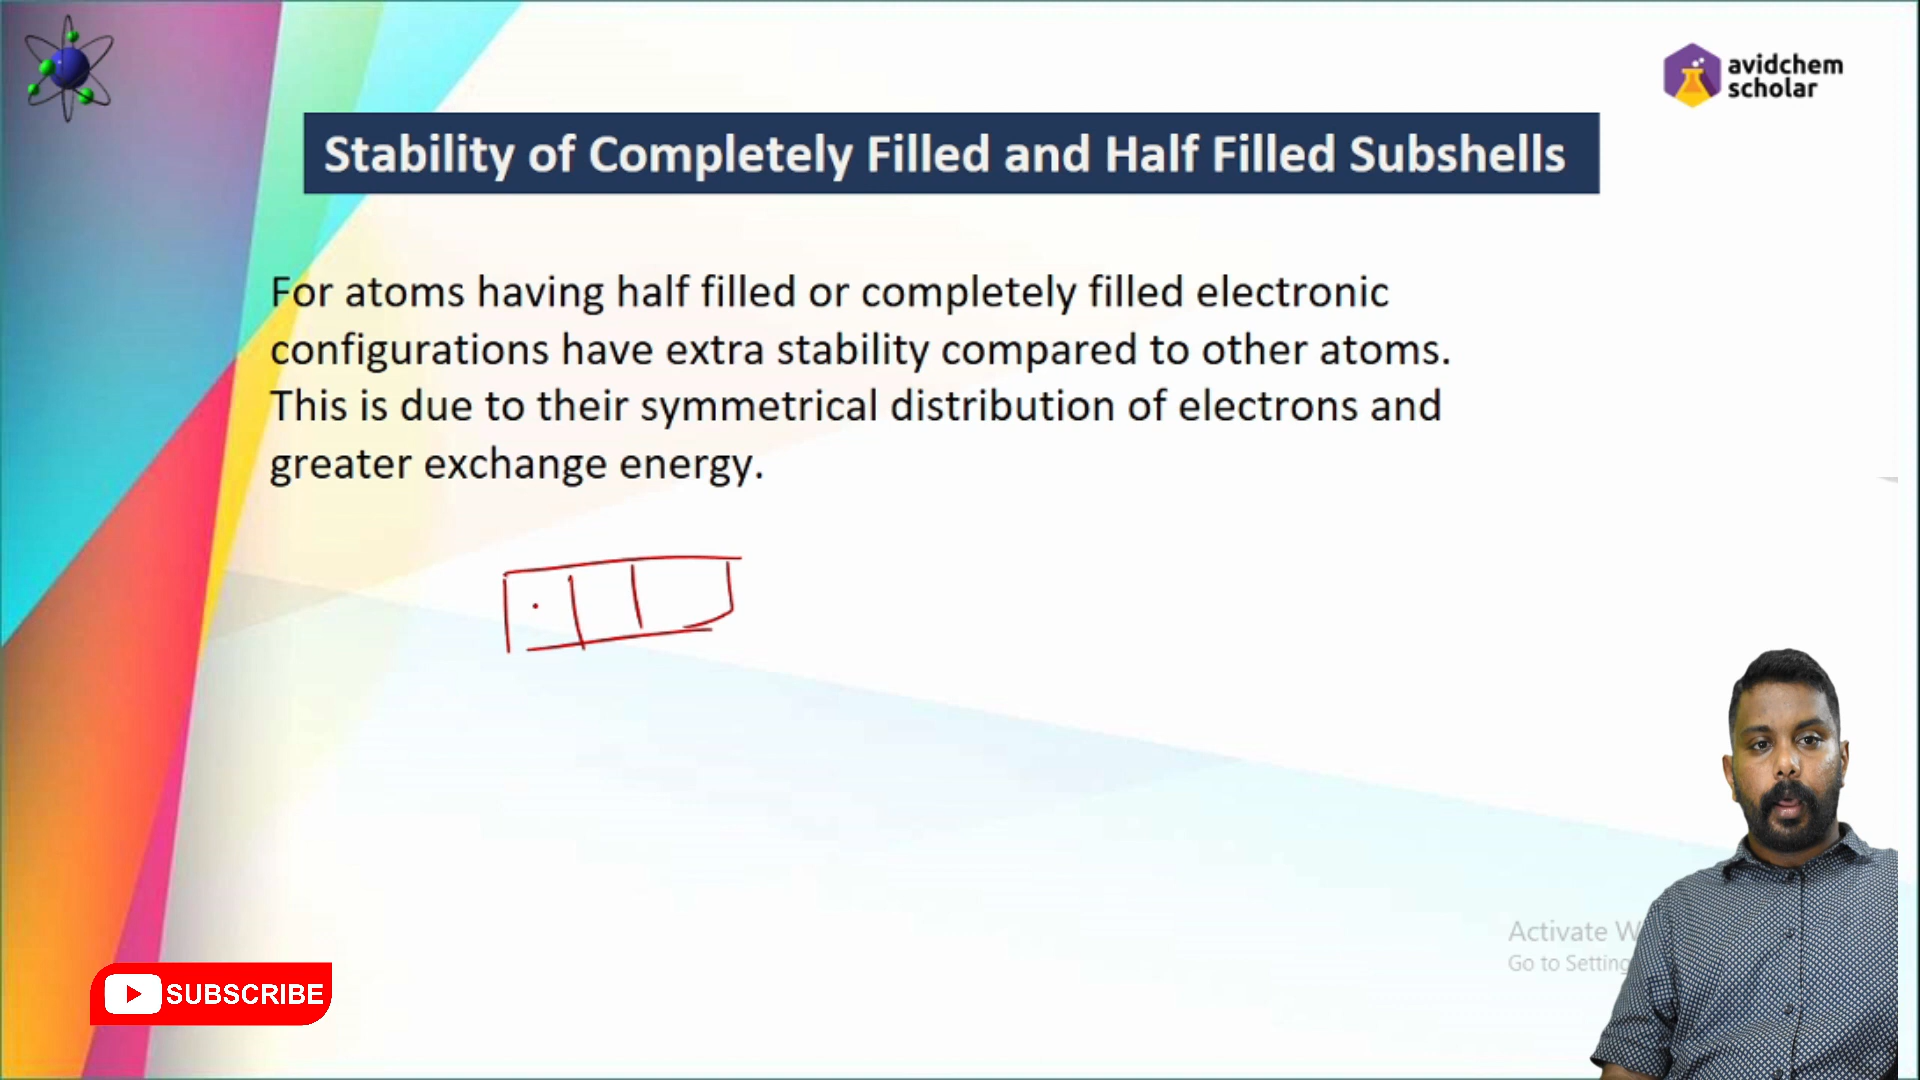 avidchem
scholar
Stability of Completely Filled and Half Filled Subshells
For atoms having half filled or completely filled electronic
configurations have extra stability compared to other atoms.
This is due to their symmetrical distribution of electrons and
greater exchange energy.
Activate W
Go to Setting
SUBSCRIBE